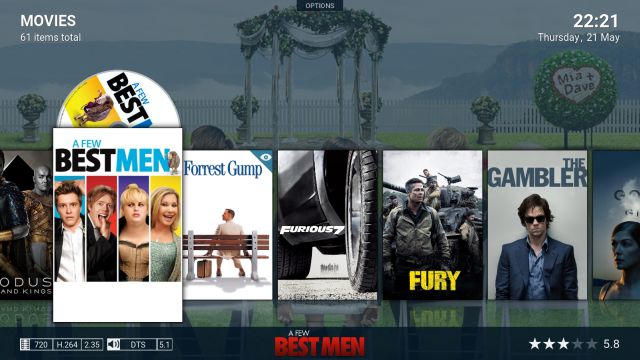 OPTIONS
MOVIES
61 items total
22:21
Thursday, 21 May
Mia +
Dave
A FEW
BEST
MEN
A FEW
BESTMEN
Forrest Gump
FURIOUS 7
FURY
THE
GAMBLER
ODUS
AND KINGS
720
H.264
2.35
DTS
5.1
A FEW
BEST MEN
5.8